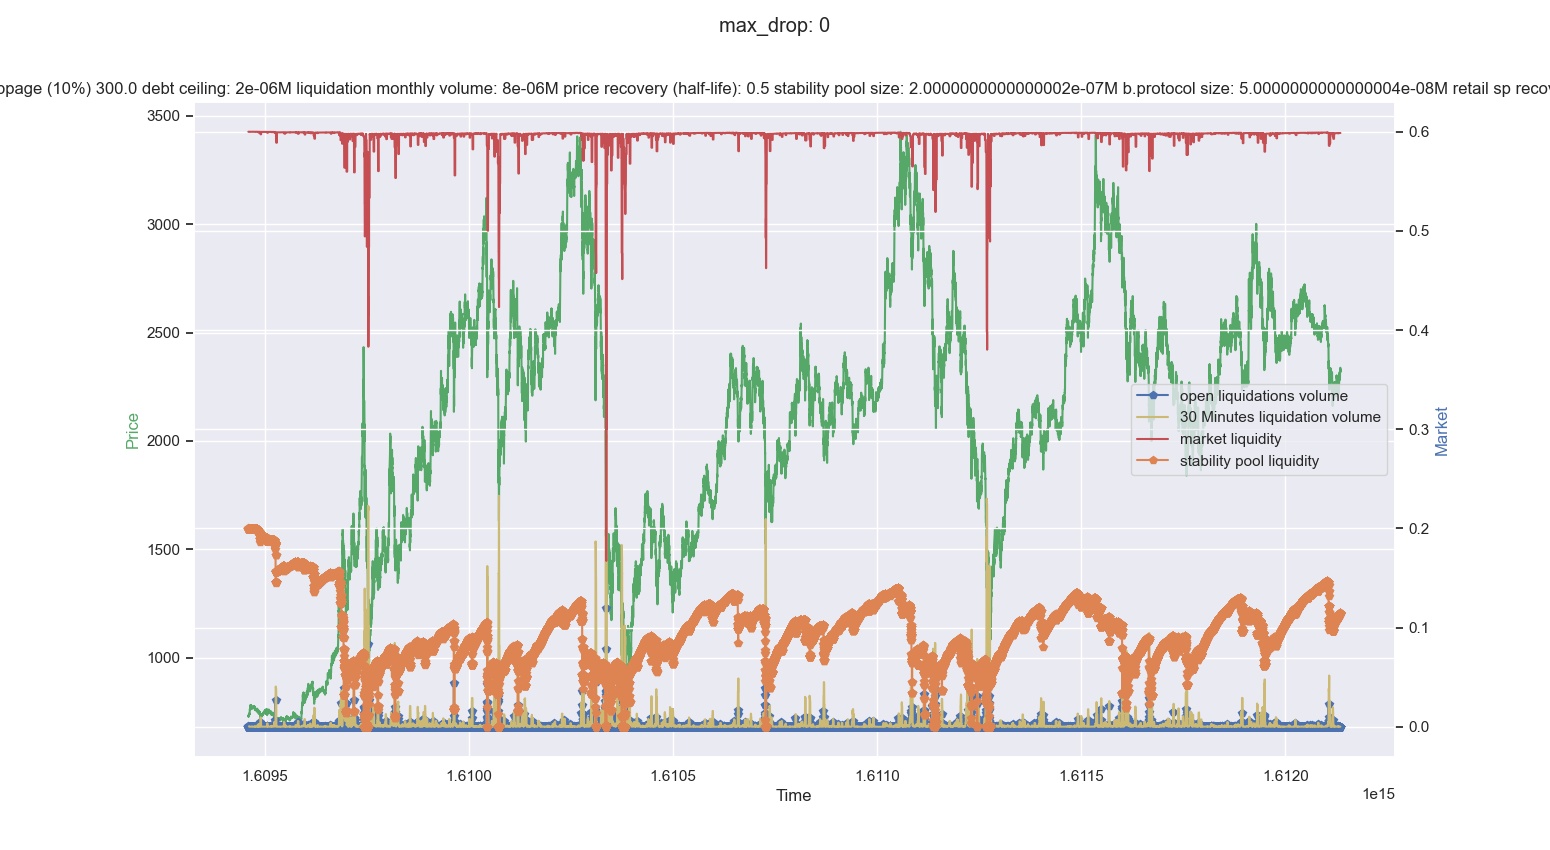 max_drop: 0
(10%) 300.0 debt ceiling: 2e-06M liquidation monthly volume: 8e-06M price recovery (half-life): 0.5 stability pool size: 2.0000000000000002e-07M b.protocol size: 5.0000000000000004e-08M retail sp
3500
3000
2500
2000
1500
1000
Price
0.6
0.5
0.4
0.3
0.2
0.1
0.0
Market
open liquidations volume
30 Minutes liquidation volume
market liquidity
stability pool liquidity
1.6095 1.6100 1.6105 1.6110 1.6115 1.6120
Time
1e15